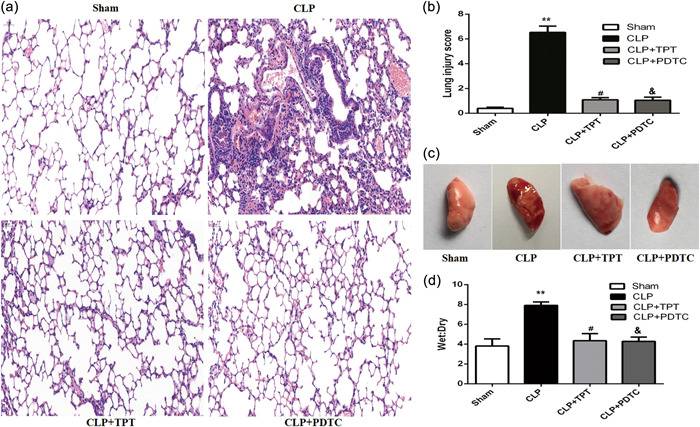 (a)
Sham
CLP
CLP+TPT
CLP+PDTC
(b)
Lung injury score
8
6
4
2
0
**
#
&
Sham
CLP
CLP+TPT
CLP+PDTC
Sham
CLP
CLP+TPT
CLP+PDTC
(c)
Sham
CLP
CLP+TPT
CLP+PDTC
(d)
Wet:Dry
10
8
6
4
2
0
**
#
&
Sham
CLP
CLP+TPT
CLP+PDTC
Sham
CLP
CLP+TPT
CLP+PDTC